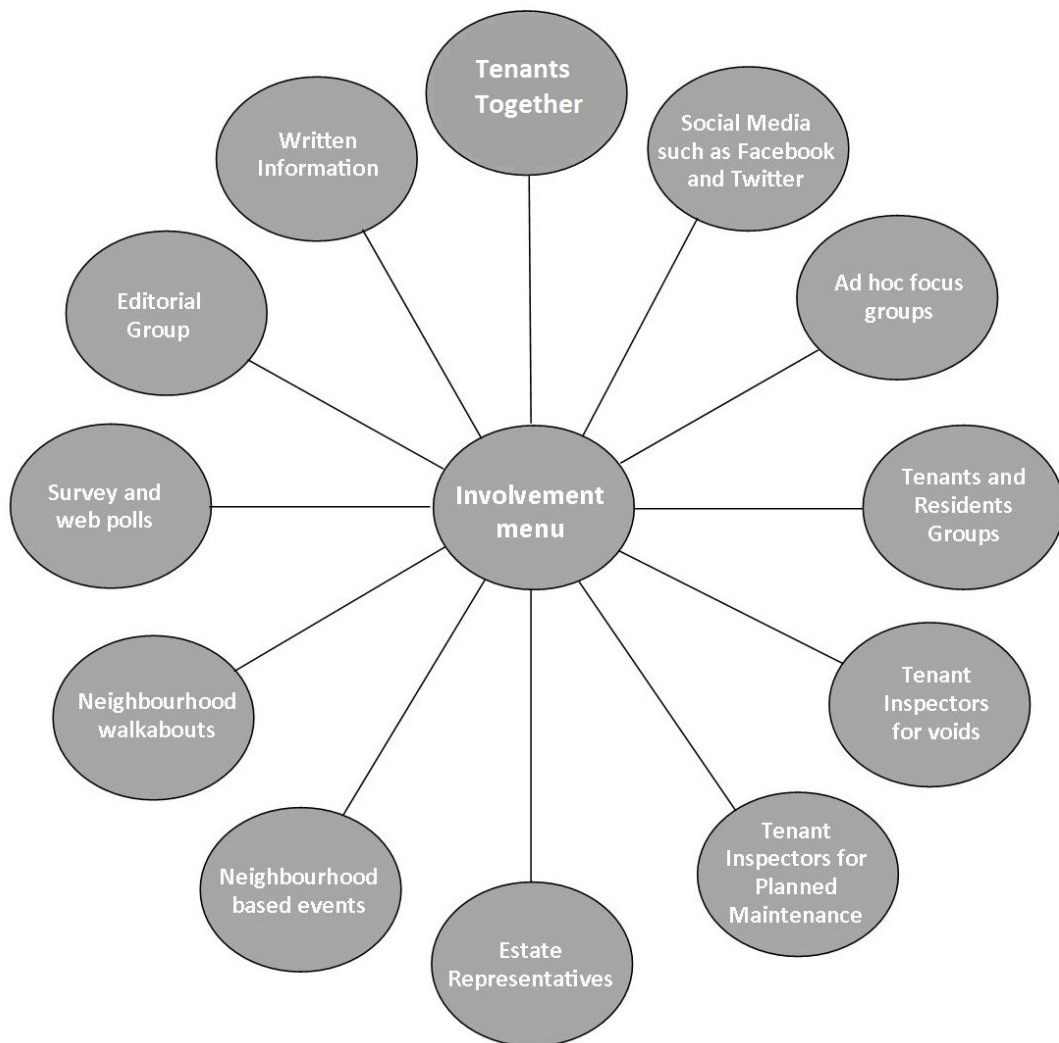 Tenants
Together
Social Media
such as Facebook
and Twitter
Ad hoc focus
groups
Tenants and
Residents
Groups
Tenant
Inspectors
for voids
Tenant
Inspectors for
Planned
Maintenance
Estate
Representatives
Neighbourhood
based events
Neighbourhood
walkabouts
Survey and
web polls
Editorial
Group
Written
Information
Involvement
menu